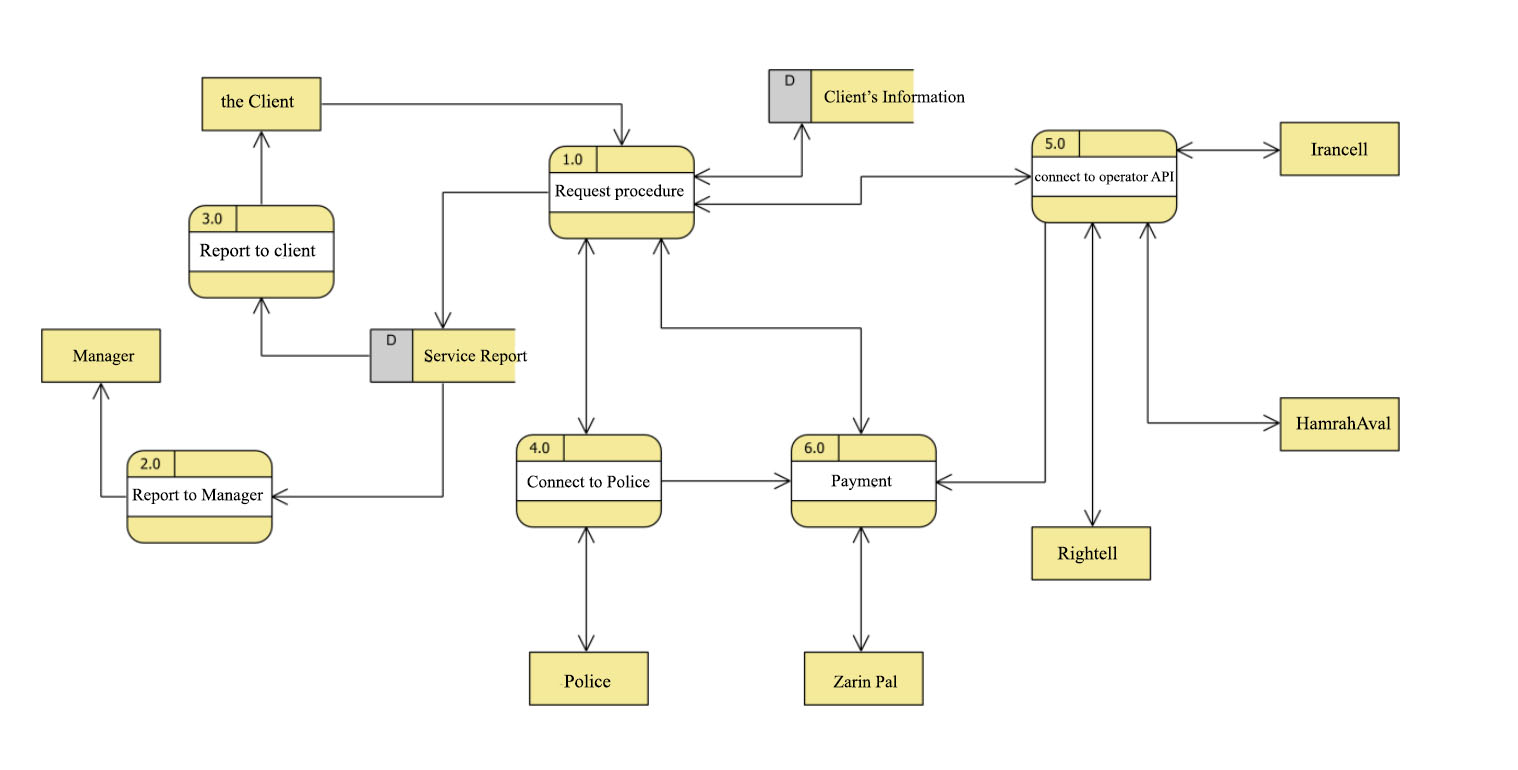 the Client
D
Client's Information
1.0
Request procedure
5.0
connect to operator API
Irancell
3.0
Report to client
Manager
D
Service Report
HamrahAval
2.0
Report to Manager
4.0
Connect to Police
6.0
Payment
Rightell
Police
Zarin Pal